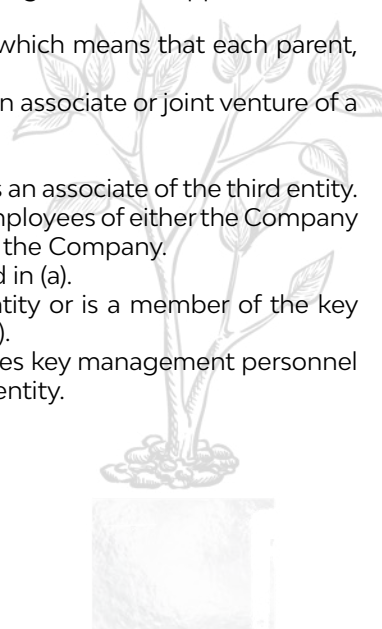 which means that each parent,
n associate or joint venture of a
s an associate of the third entity.
mployees of either the Company
the Company.
d in (a).
ntity or is a member of the key
).
es key management personnel
entity.